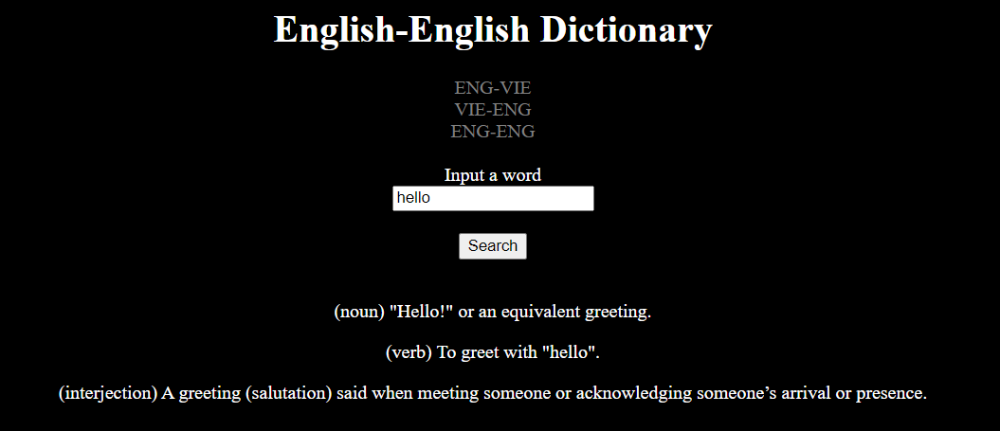 English-English Dictionary
ENG-VIE
VIE-ENG
ENG-ENG
Input a word
hello
Search
(noun) "Hello!" or an equivalent greeting.
(verb) To greet with "hello".
(interjection) A greeting (salutation) said when meeting someone or acknowledging someone’s arrival or presence.